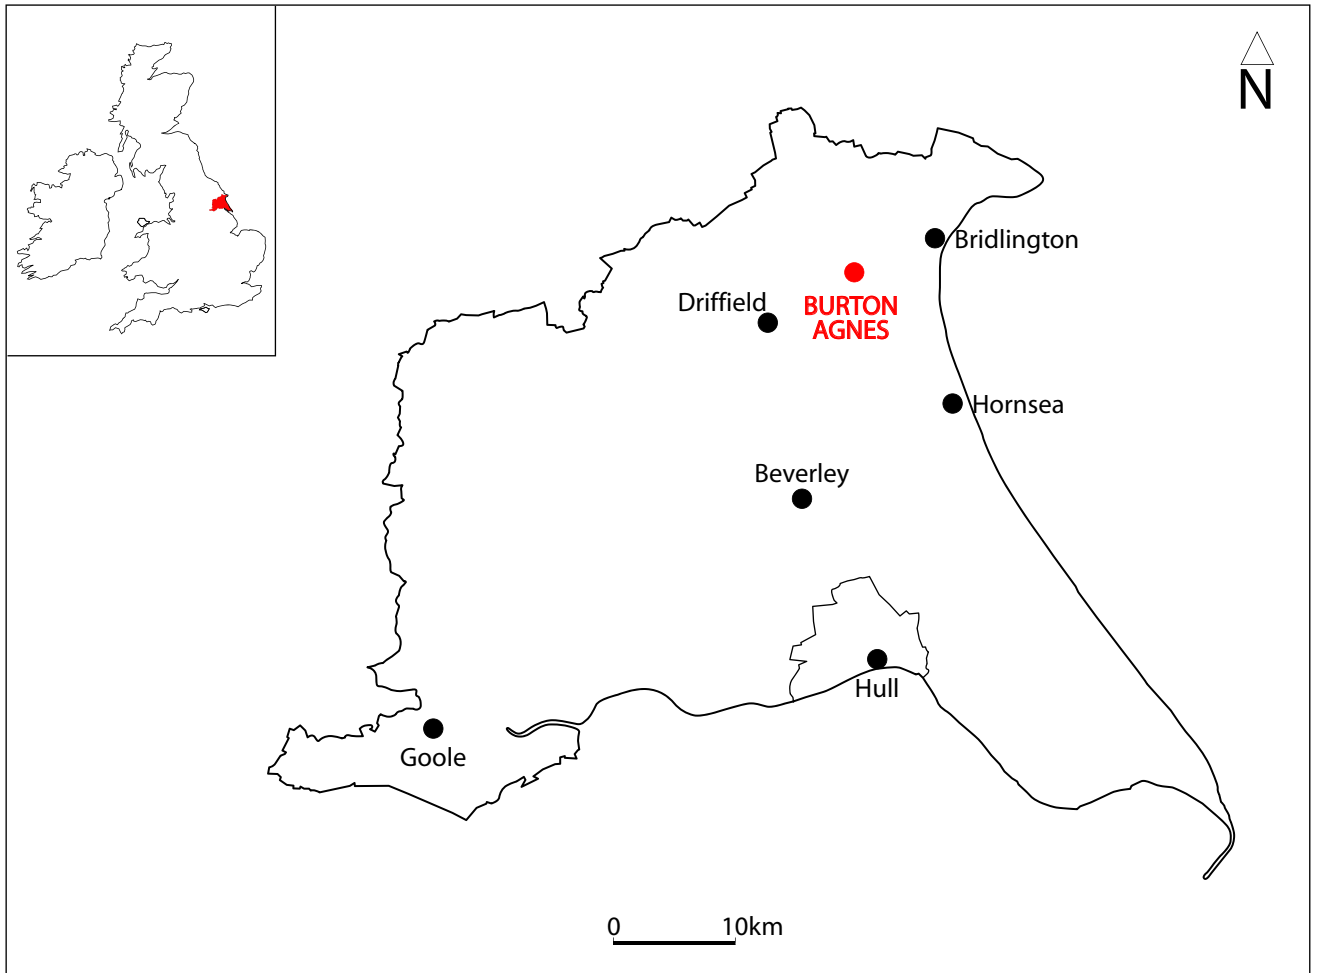 N
Bridlington
Driffield
BURTON
AGNES
Hornsea
Beverley
Hull
Goole
0 10km